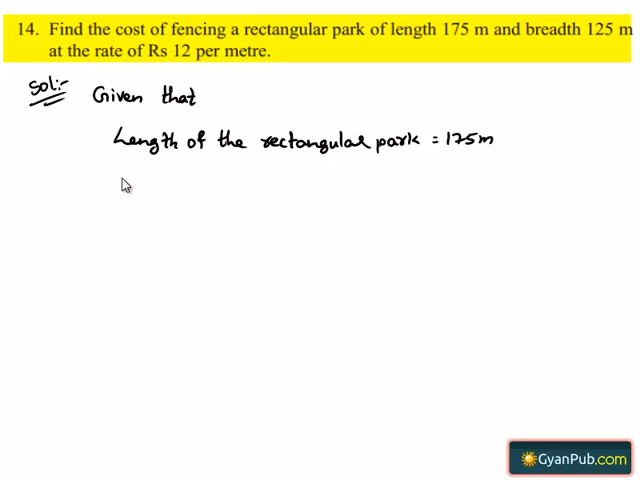 14. Find the cost of fencing a rectangular park of length 175 m and breadth 125 m
at the rate of Rs 12 per metre.
Sol:-
Given that
Length of the rectangular park = 175m
GyanPub.com